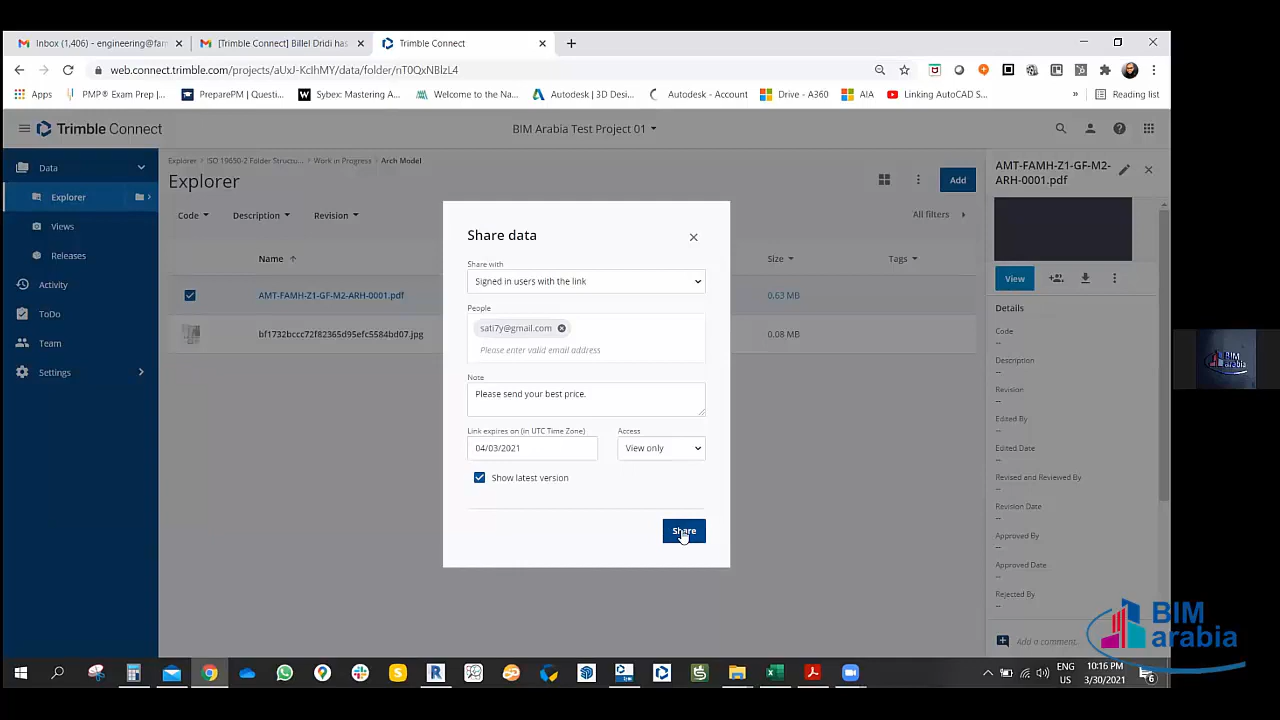 Inbox (1,406) - engineering@fam
[Trimble Connect] Billel Dridi has
Trimble Connect
web.connect.trimble.com/projects/aUxJ-KcIhMY/data/folder/nT0QxNBlzL4
Apps
PMP® Exam Prep |...
PreparePM | Questi...
Sybex: Mastering A...
Welcome to the Na...
Autodesk | 3D Desi...
Autodesk - Account
Drive - A360
AIA
Linking AutoCAD S...
»
Reading list
Trimble Connect
BIM Arabia Test Project 01
Data
Explorer
Views
Releases
Activity
ToDo
Team
Settings
Explorer > ISO 19650-2 Folder Structu... > Work in Progress > Arch Model
Explorer
Add
Code
Description
Revision
All filters
Name
Size
Tags
AMT-FAMH-Z1-GF-M2-ARH-0001.pdf
0.63 MB
bf1732bccc72f82365d95efc5584bd07.jpg
0.08 MB
Share data
Share with
Signed in users with the link
People
sati7y@gmail.com
Please enter valid email address
Note
Please send your best price.
Link expires on (in UTC Time Zone)
Access
04/03/2021
View only
Show latest version
Share
AMT-FAMH-Z1-GF-M2-
ARH-0001.pdf
View
Details
Code
--
Description
--
Revision
--
Edited By
--
Edited Date
--
Revised and Reviewed By
--
Revision Date
--
Approved By
--
Approved Date
--
Rejected By
--
Add a comment.
BIM
arabia
BIM
arabia
ENG
US
10:16 PM
3/30/2021
6